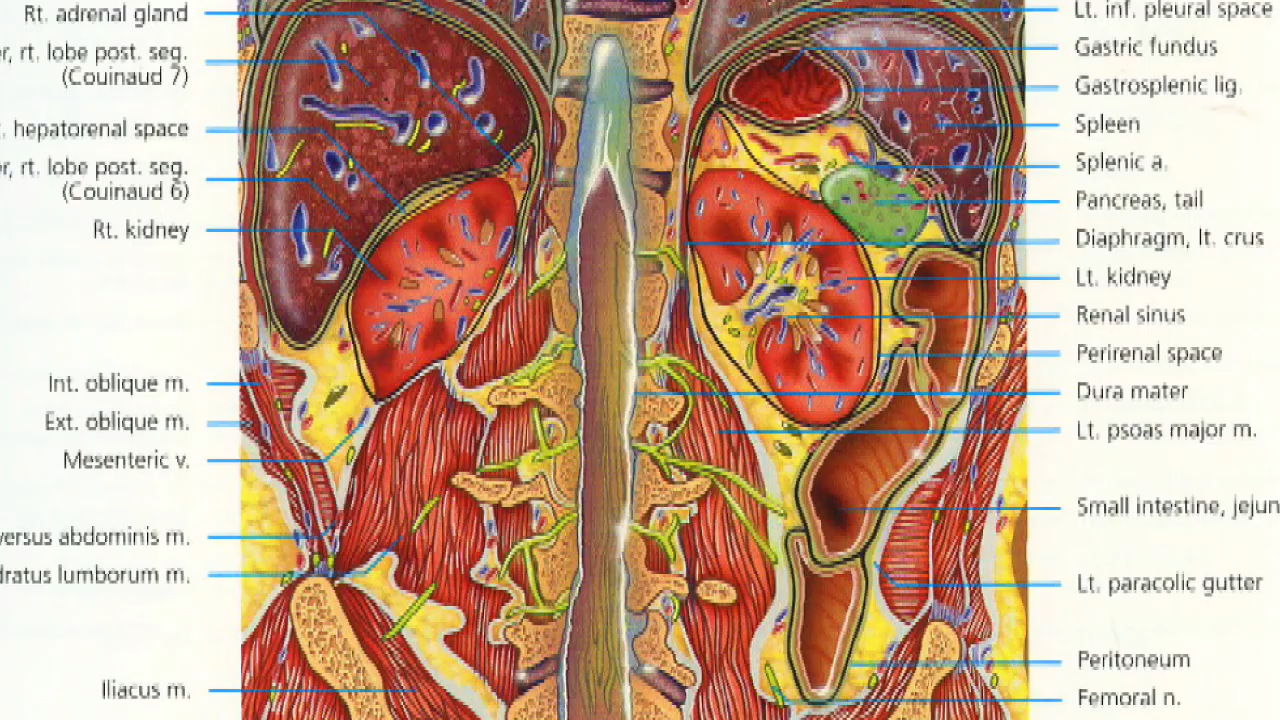 Rt. adrenal gland
r, rt. lobe post. seg.
(Couinaud 7)
. hepatorenal space
er, rt. lobe post. seg.
(Couinaud 6)
Rt. kidney
Int. oblique m.
Ext. oblique m.
Mesenteric v.
versus abdominis m.
dratus lumborum m.
Iliacus m.
Lt. inf. pleural space
Gastric fundus
Gastrosplenic lig.
Spleen
Splenic a.
Pancreas, tail
Diaphragm, lt. crus
Lt. kidney
Renal sinus
Perirenal space
Dura mater
Lt. psoas major m.
Small intestine, jejun
Lt. paracolic gutter
Peritoneum
Femoral n.